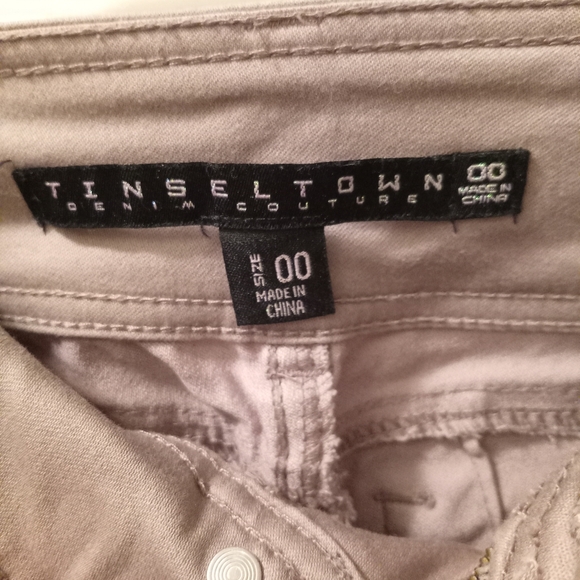 TINSELTOWN
DENIM COUTURE
00
MADE IN
CHINA
SIZE 00
MADE IN
CHINA